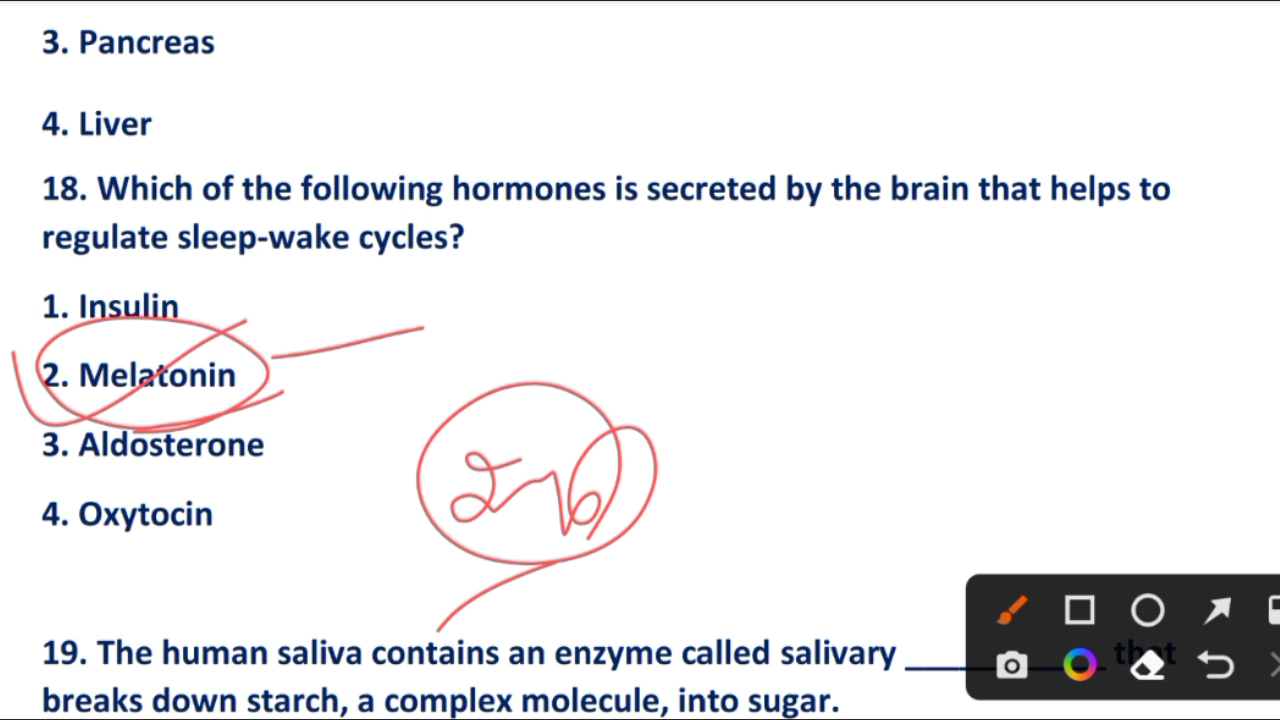 3. Pancreas
4. Liver
18. Which of the following hormones is secreted by the brain that helps to
regulate sleep-wake cycles?
1. Insulin
2. Melatonin
3. Aldosterone
4. Oxytocin
19. The human saliva contains an enzyme called salivary __________ that
breaks down starch, a complex molecule, into sugar.